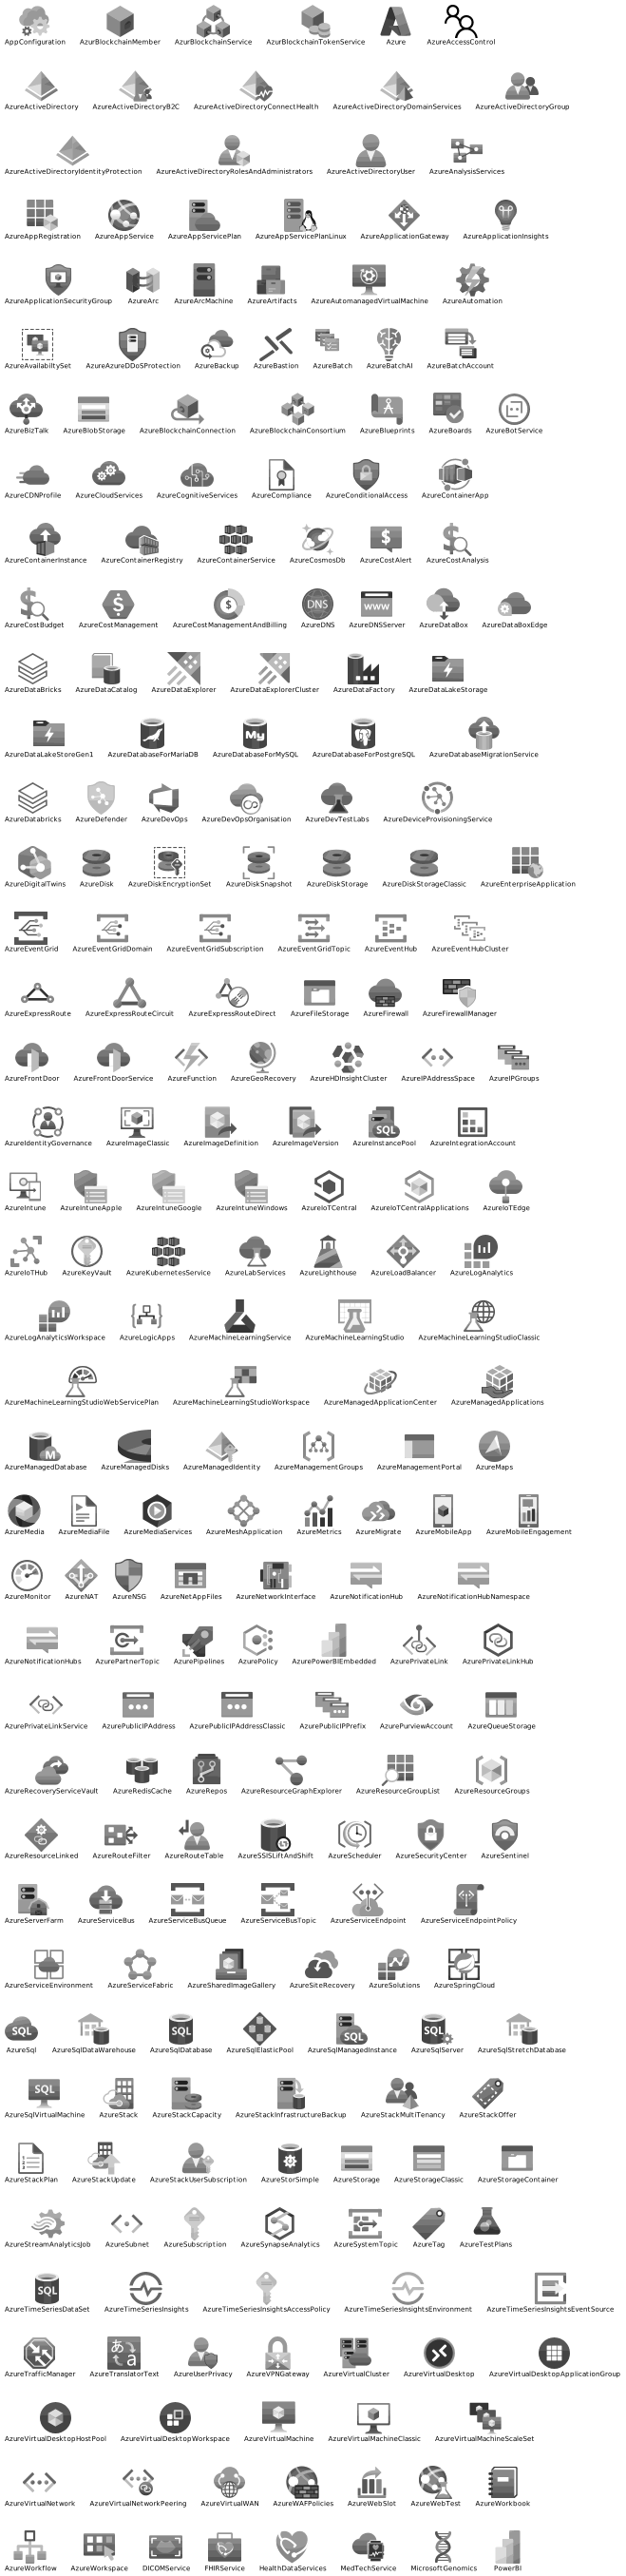 AppConfiguration AzurBlockchainMember AzurBlockchainService AzurBlockchainTokenService Azure AzureAccessControl
AzureActiveDirectory AzureActiveDirectoryB2C AzureActiveDirectoryConnectHealth AzureActiveDirectoryDomainServices AzureActiveDirectoryGroup
AzureActiveDirectoryIdentityProtection AzureActiveDirectoryRolesAndAdministrators AzureActiveDirectoryUser AzureAnalysisServices
AzureAppRegistration AzureAppService AzureAppServicePlan AzureAppServicePlanLinux AzureApplicationGateway AzureApplicationInsights
AzureApplicationSecurityGroup AzureArc AzureArcMachine AzureArtifacts AzureAutomanagedVirtualMachine AzureAutomation
AzureAvailabiltySet AzureAzureDDoSProtection AzureBackup AzureBastion AzureBatch AzureBatchAI AzureBatchAccount
AzureBizTalk AzureBlobStorage AzureBlockchainConnection AzureBlockchainConsortium AzureBlueprints AzureBoards AzureBotService
AzureCDNProfile AzureCloudServices AzureCognitiveServices AzureCompliance AzureConditionalAccess AzureContainerApp
AzureContainerInstance AzureContainerRegistry AzureContainerService AzureCosmosDb AzureCostAlert AzureCostAnalysis
AzureCostBudget AzureCostManagement AzureCostManagementAndBilling DNS AzureDNS www AzureDNSServer AzureDataBox AzureDataBoxEdge
AzureDataBricks AzureDataCatalog AzureDataExplorer AzureDataExplorerCluster AzureDataFactory AzureDataLakeStorage
AzureDataLakeStoreGen1 AzureDatabaseForMariaDB My AzureDatabaseForMySQL AzureDatabaseForPostgreSQL AzureDatabaseMigrationService
AzureDatabricks AzureDefender AzureDevOps AzureDevOpsOrganisation AzureDevTestLabs AzureDeviceProvisioningService
AzureDigitalTwins AzureDisk AzureDiskEncryptionSet AzureDiskSnapshot AzureDiskStorage AzureDiskStorageClassic AzureEnterpriseApplication
AzureEventGrid AzureEventGridDomain AzureEventGridSubscription AzureEventGridTopic AzureEventHub AzureEventHubCluster
AzureExpressRoute AzureExpressRouteCircuit AzureExpressRouteDirect AzureFileStorage AzureFirewall AzureFirewallManager
AzureFrontDoor AzureFrontDoorService AzureFunction AzureGeoRecovery AzureHDInsightCluster AzureIPAddressSpace AzureIPGroups
AzureIdentityGovernance AzureImageClassic AzureImageDefinition AzureImageVersion SQL AzureInstancePool AzureIntegrationAccount
AzureIntune AzureIntuneApple AzureIntuneGoogle AzureIntuneWindows AzureIoTCentral AzureIoTCentralApplications AzureIoTEdge
AzureIoTHub AzureKeyVault AzureKubernetesService AzureLabServices AzureLighthouse AzureLoadBalancer AzureLogAnalytics
AzureLogAnalyticsWorkspace AzureLogicApps AzureMachineLearningService AzureMachineLearningStudio AzureMachineLearningStudioClassic
AzureMachineLearningStudioWebServicePlan AzureMachineLearningStudioWorkspace AzureManagedApplicationCenter AzureManagedApplications
M AzureManagedDatabase AzureManagedDisks AzureManagedIdentity AzureManagementGroups AzureManagementPortal AzureMaps
AzureMedia AzureMediaFile AzureMediaServices AzureMeshApplication AzureMetrics AzureMigrate AzureMobileApp AzureMobileEngagement
AzureMonitor AzureNAT AzureNSG AzureNetAppFiles AzureNetworkInterface AzureNotificationHub AzureNotificationHubNamespace
AzureNotificationHubs AzurePartnerTopic AzurePipelines AzurePolicy AzurePowerBIEmbedded AzurePrivateLink AzurePrivateLinkHub
AzurePrivateLinkService AzurePublicIPAddress AzurePublicIPAddressClassic AzurePublicIPPrefix AzurePurviewAccount AzureQueueStorage
AzureRecoveryServiceVault AzureRedisCache AzureRepos AzureResourceGraphExplorer AzureResourceGroupList AzureResourceGroups
AzureResourceLinked AzureRouteFilter AzureRouteTable AzureSSISLiftAndShift AzureScheduler AzureSecurityCenter AzureSentinel
AzureServerFarm AzureServiceBus AzureServiceBusQueue AzureServiceBusTopic AzureServiceEndpoint AzureServiceEndpointPolicy
AzureServiceEnvironment AzureServiceFabric AzureSharedImageGallery AzureSiteRecovery AzureSolutions AzureSpringCloud
SQL AzureSql AzureSqlDataWarehouse SQL AzureSqlDatabase AzureSqlElasticPool SQL AzureSqlManagedInstance SQL AzureSqlServer AzureSqlStretchDatabase
SQL AzureSqlVirtualMachine AzureStack AzureStackCapacity AzureStackInfrastructureBackup AzureStackMultiTenancy AzureStackOffer
AzureStackPlan AzureStackUpdate AzureStackUserSubscription AzureStorSimple AzureStorage AzureStorageClassic AzureStorageContainer
AzureStreamAnalyticsJob AzureSubnet AzureSubscription AzureSynapseAnalytics AzureSystemTopic AzureTag AzureTestPlans
SQL AzureTimeSeriesDataSet AzureTimeSeriesInsights AzureTimeSeriesInsightsAccessPolicy AzureTimeSeriesInsightsEnvironment AzureTimeSeriesInsightsEventSource
AzureTrafficManager あ a AzureTranslatorText AzureUserPrivacy AzureVPNGateway AzureVirtualCluster AzureVirtualDesktop AzureVirtualDesktopApplicationGroup
AzureVirtualDesktopHostPool AzureVirtualDesktopWorkspace AzureVirtualMachine AzureVirtualMachineClassic AzureVirtualMachineScaleSet
AzureVirtualNetwork AzureVirtualNetworkPeering AzureVirtualWAN AzureWAFPolicies AzureWebSlot AzureWebTest AzureWorkbook
AzureWorkflow AzureWorkspace DICOMService FHIRService HealthDataServices MedTechService MicrosoftGenomics PowerBI